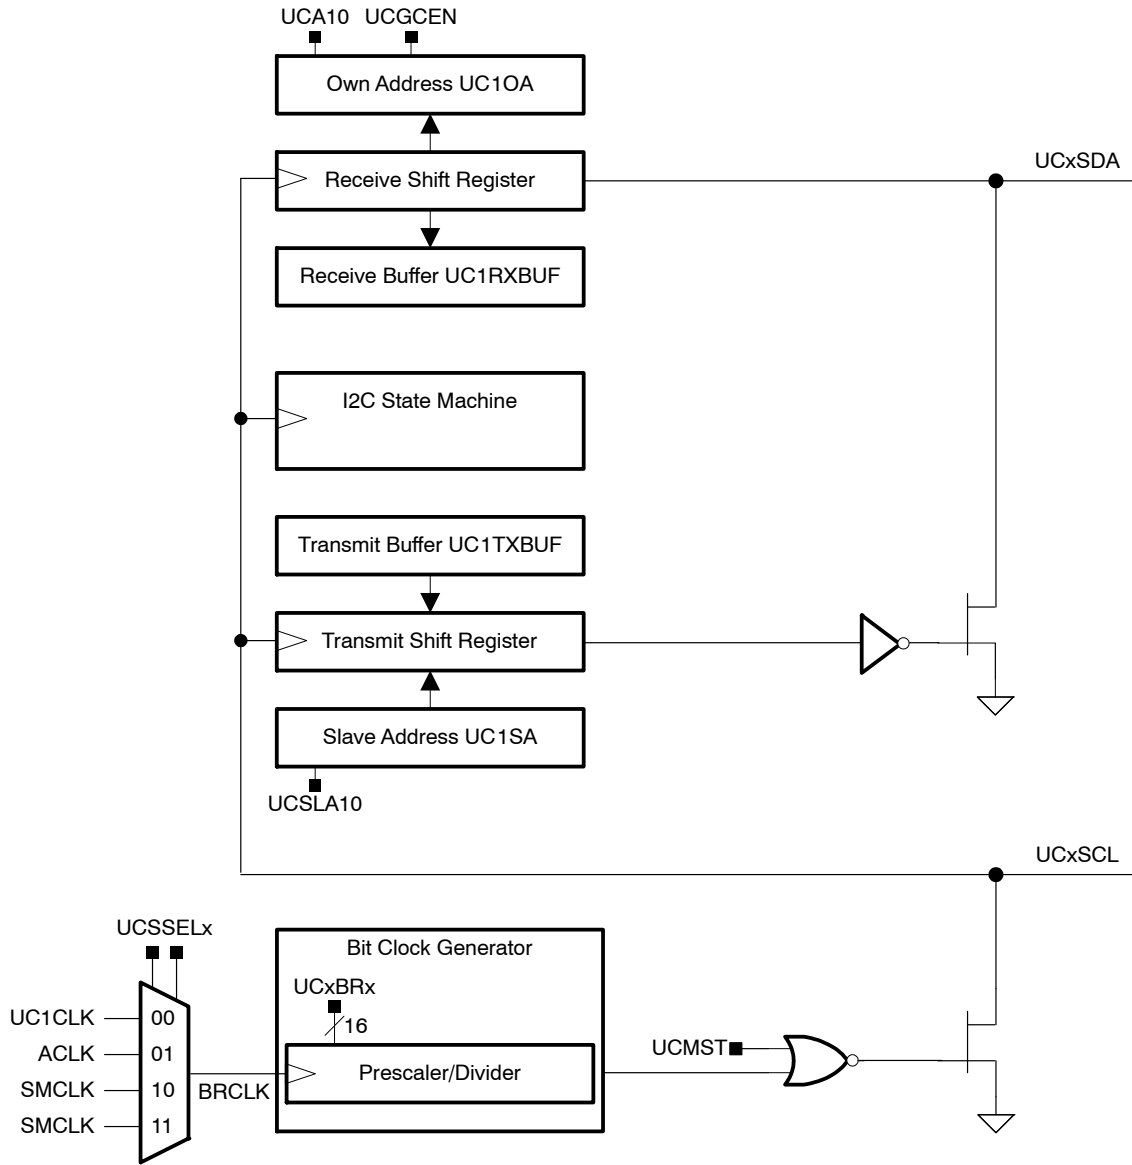 UCA10 UCGCEN
Own Address UC1OA
UCxSDA
Receive Shift Register
Receive Buffer UC1RXBUF
I2C State Machine
Transmit Buffer UC1TXBUF
Transmit Shift Register
Slave Address UC1SA
UCSLA10
UCxSCL
UCSSELx
Bit Clock Generator
UCxBRx
16
UC1CLK 00
ACLK 01
SMCLK 10
SMCLK 11
BRCLK
Prescaler/Divider
UCMST